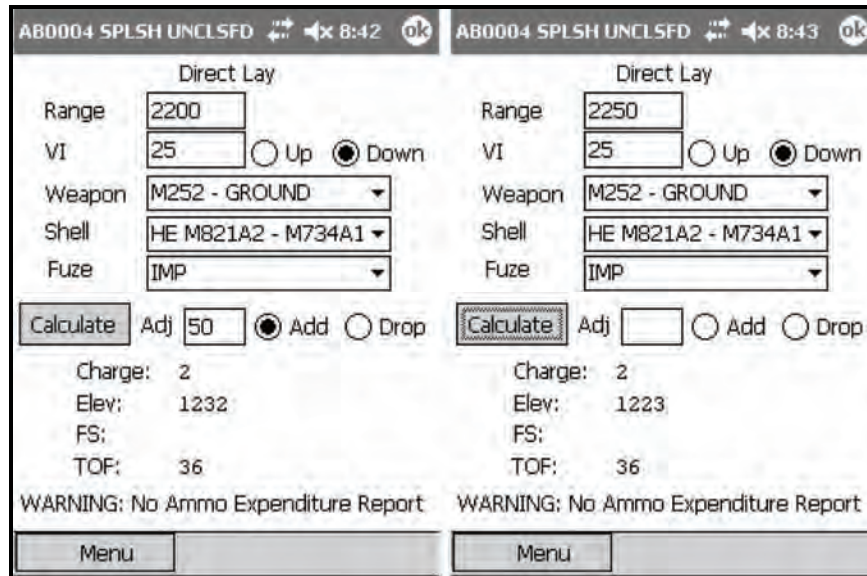 AB0004 SPLSH UNCLSFD 8:42 ok
Direct Lay
Range 2200
VI 25 Up Down
Weapon M252 - GROUND
Shell HE M821A2 - M734A1
Fuze IMP
Calculate Adj 50 Add Drop
Charge: 2
Elev: 1232
FS:
TOF: 36
WARNING: No Ammo Expenditure Report
Menu
AB0004 SPLSH UNCLSFD 8:43 ok
Direct Lay
Range 2250
VI 25 Up Down
Weapon M252 - GROUND
Shell HE M821A2 - M734A1
Fuze IMP
Calculate Adj Add Drop
Charge: 2
Elev: 1223
FS:
TOF: 36
WARNING: No Ammo Expenditure Report
Menu